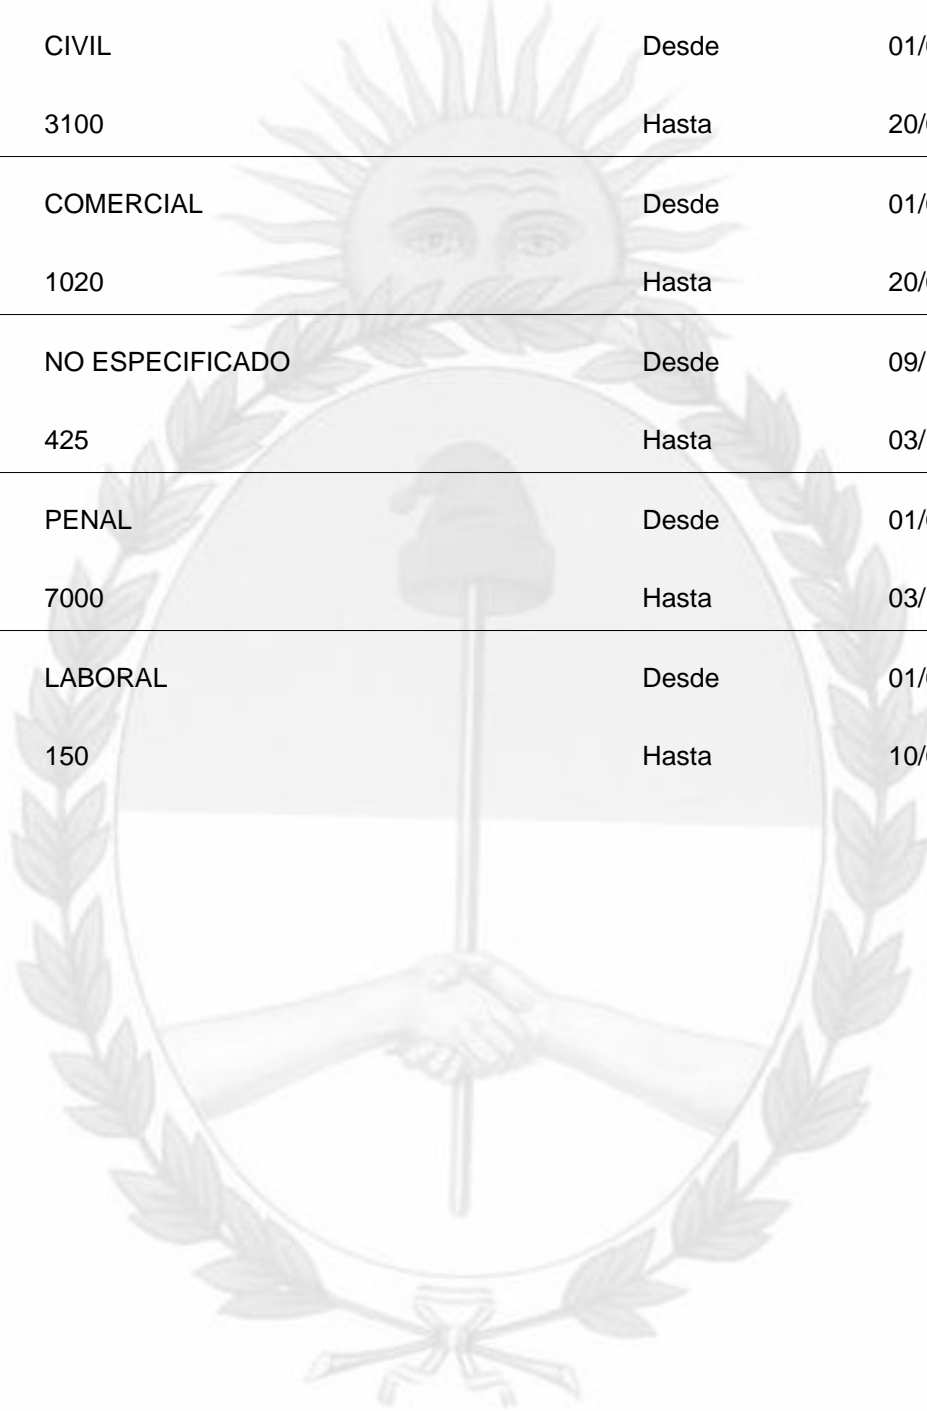 CIVIL Desde 01/
3100 Hasta 20/
COMERCIAL Desde 01/
1020 Hasta 20/
NO ESPECIFICADO Desde 09/
425 Hasta 03/
PENAL Desde 01/
7000 Hasta 03/
LABORAL Desde 01/
150 Hasta 10/